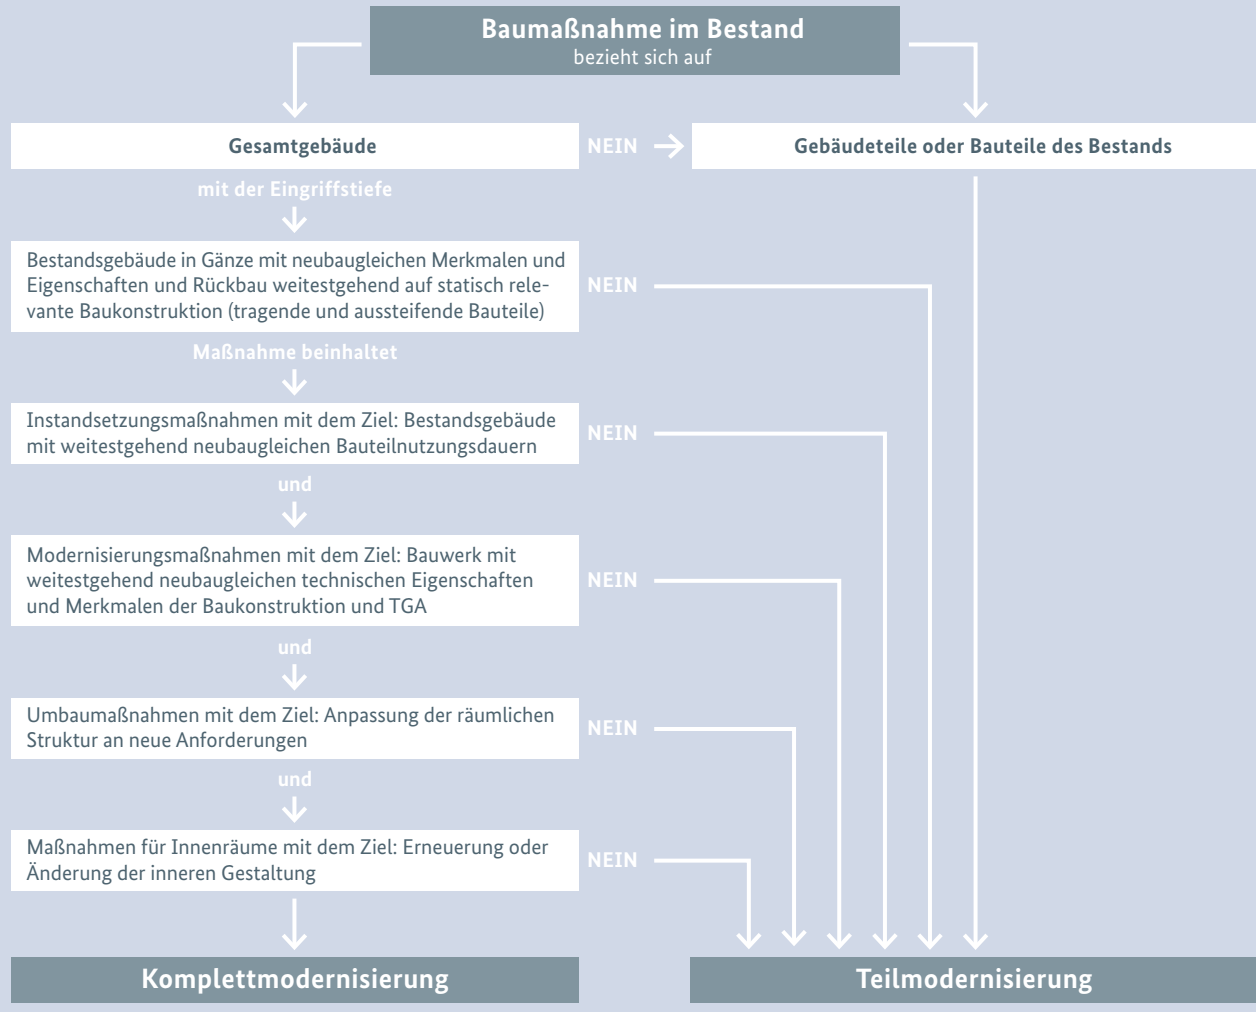 Baumaßnahme im Bestand
bezieht sich auf
Gesamtgebäude
NEIN
Gebäudeteile oder Bauteile des Bestands
mit der Eingriffstiefe
Bestandsgebäude in Gänze mit neubaugleichen Merkmalen und
Eigenschaften und Rückbau weitestgehend auf statisch rele-
vante Baukonstruktion (tragende und aussteifende Bauteile)
NEIN
Maßnahme beinhaltet
Instandsetzungsmaßnahmen mit dem Ziel: Bestandsgebäude
mit weitestgehend neubaugleichen Bauteilnutzungsdauern
NEIN
und
Modernisierungsmaßnahmen mit dem Ziel: Bauwerk mit
weitestgehend neubaugleichen technischen Eigenschaften
und Merkmalen der Baukonstruktion und TGA
NEIN
und
Umbaumaßnahmen mit dem Ziel: Anpassung der räumlichen
Struktur an neue Anforderungen
NEIN
und
Maßnahmen für Innenräume mit dem Ziel: Erneuerung oder
Änderung der inneren Gestaltung
NEIN
Komplettmodernisierung
Teilmodernisierung